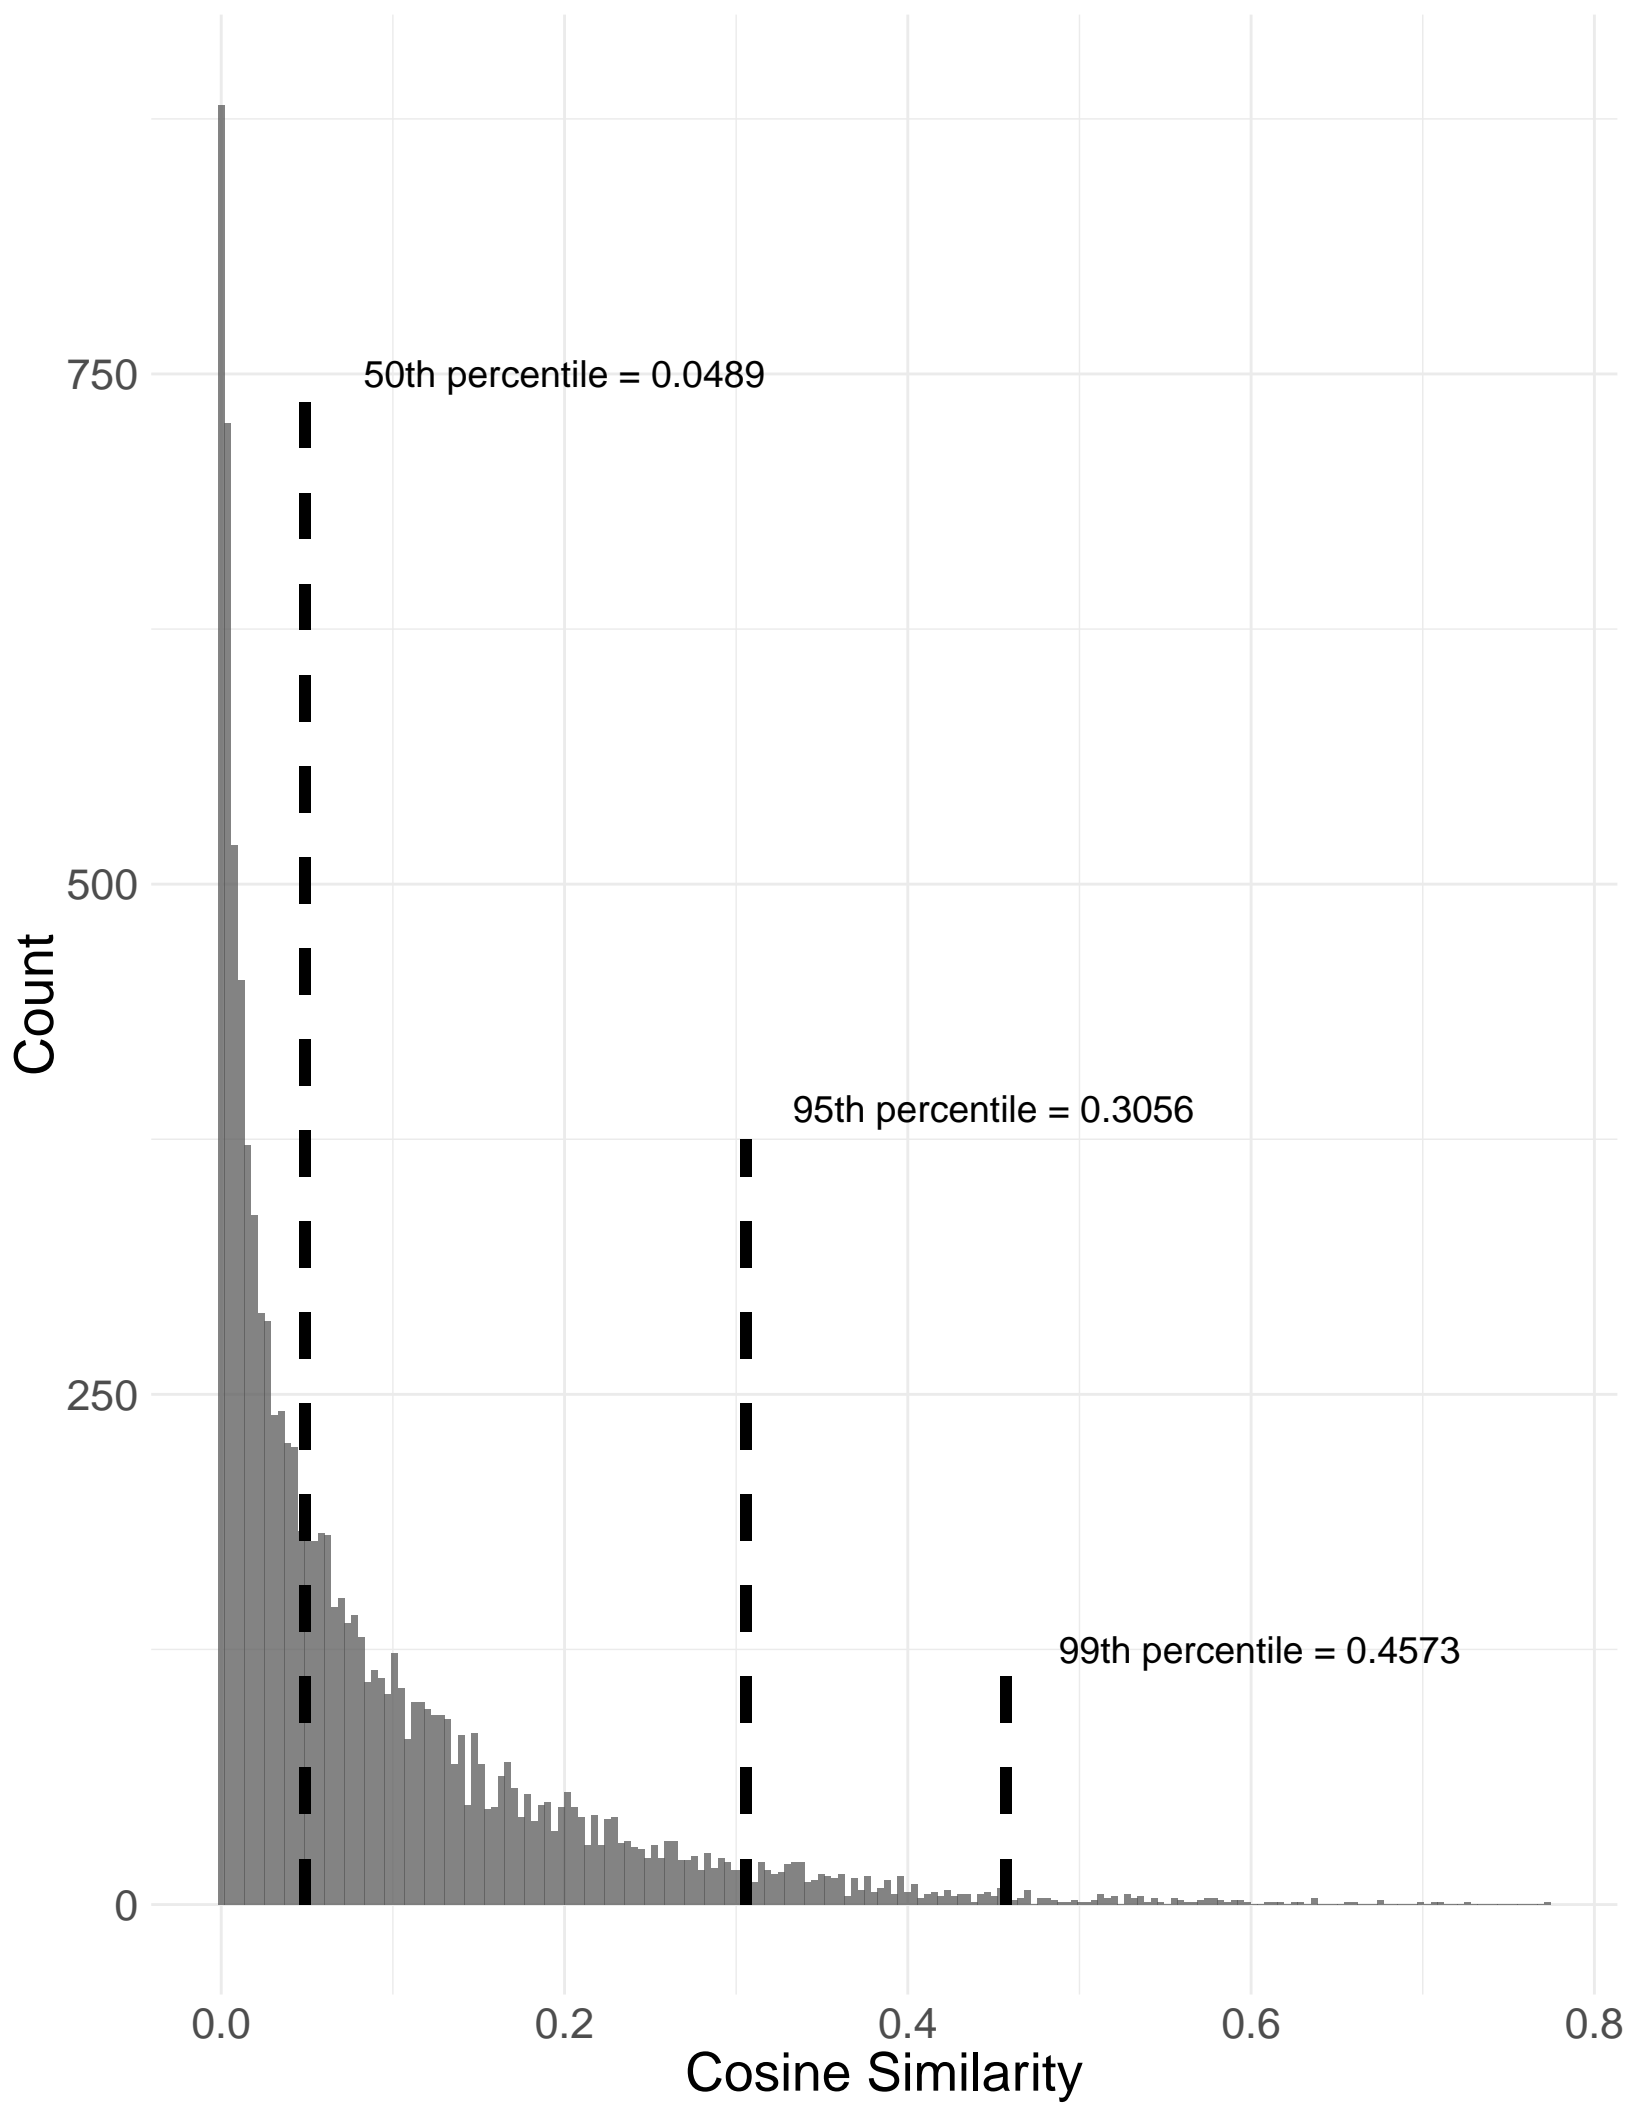 50th percentile = 0.0489
750
500
Count
95th percentile = 0.3056
250
99th percentile = 0.4573
0
0.0 0.2 0.4 0.6 0.8
Cosine Similarity